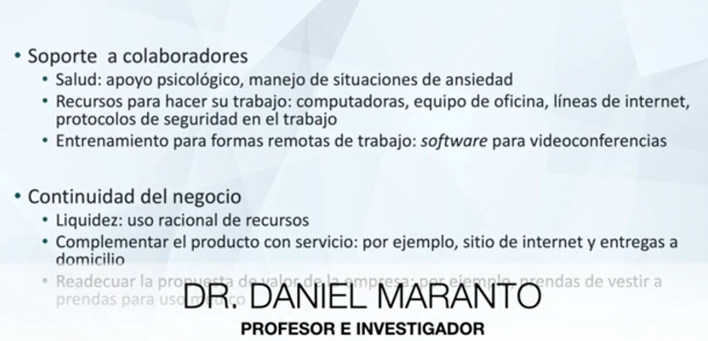 • Soporte a colaboradores
• Salud: apoyo psicológico, manejo de situaciones de ansiedad
• Recursos para hacer su trabajo: computadoras, equipo de oficina, líneas de internet,
protocolos de seguridad en el trabajo
• Entrenamiento para formas remotas de trabajo: software para videoconferencias
• Continuidad del negocio
• Liquidez: uso racional de recursos
• Complementar el producto con servicio: por ejemplo, sitio de internet y entregas a
domicilio
• Readecuar la propuesta de valor de la empresa: por ejemplo, prendas de vestir a
prendas para uso médico
DR. DANIEL MARANTO
PROFESOR E INVESTIGADOR